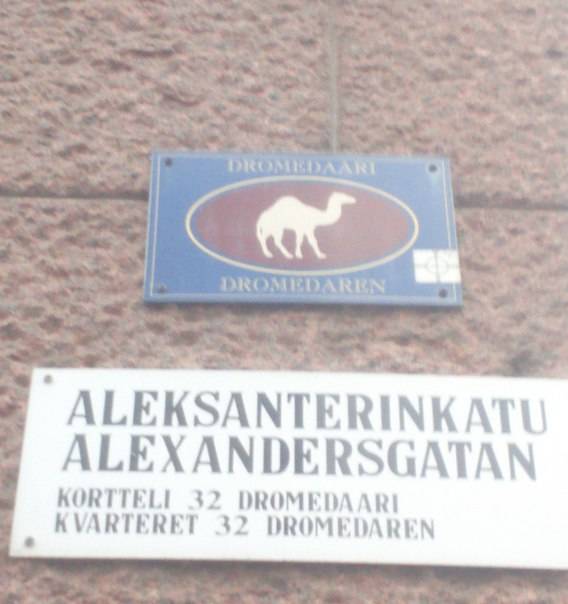 DROMEDAARI
DROMEDAREN
ALEKSANTERINKATU
ALEXANDERSGATAN
KORTTELI 32 DROMEDAARI
KVARTERET 32 DROMEDAREN